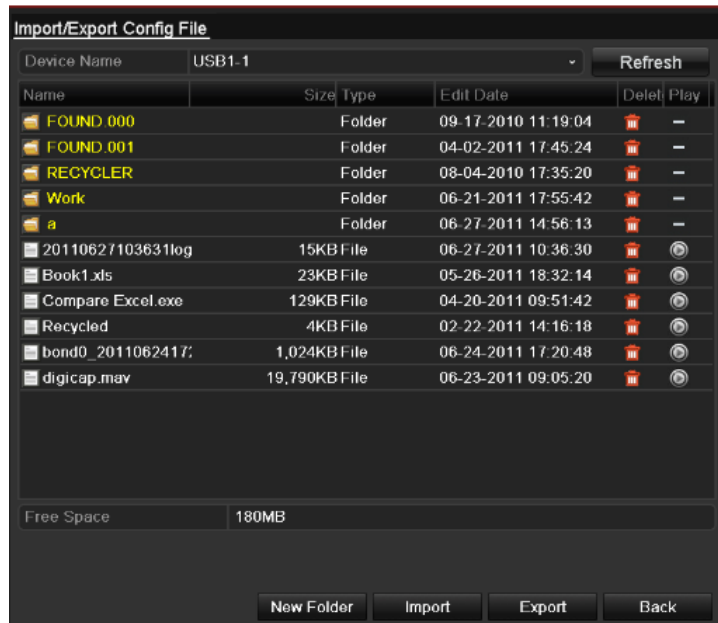 Import/Export Config File
Device Name USB1-1 Refresh
Name Size Type Edit Date Delet Play
FOUND.000 Folder 09-17-2010 11:19:04 –
FOUND.001 Folder 04-02-2011 17:45:24 –
RECYCLER Folder 08-04-2010 17:35:20 –
Work Folder 06-21-2011 17:55:42 –
a Folder 06-27-2011 14:56:13 –
20110627103631log 15KB File 06-27-2011 10:36:30
Book1.xls 23KB File 05-26-2011 18:32:14
Compare Excel.exe 129KB File 04-20-2011 09:51:42
Recycled 4KB File 02-22-2011 14:16:18
bond0_2011062417: 1,024KB File 06-24-2011 17:20:48
digicap.mav 19,790KB File 06-23-2011 09:05:20
Free Space 180MB
New Folder Import Export Back